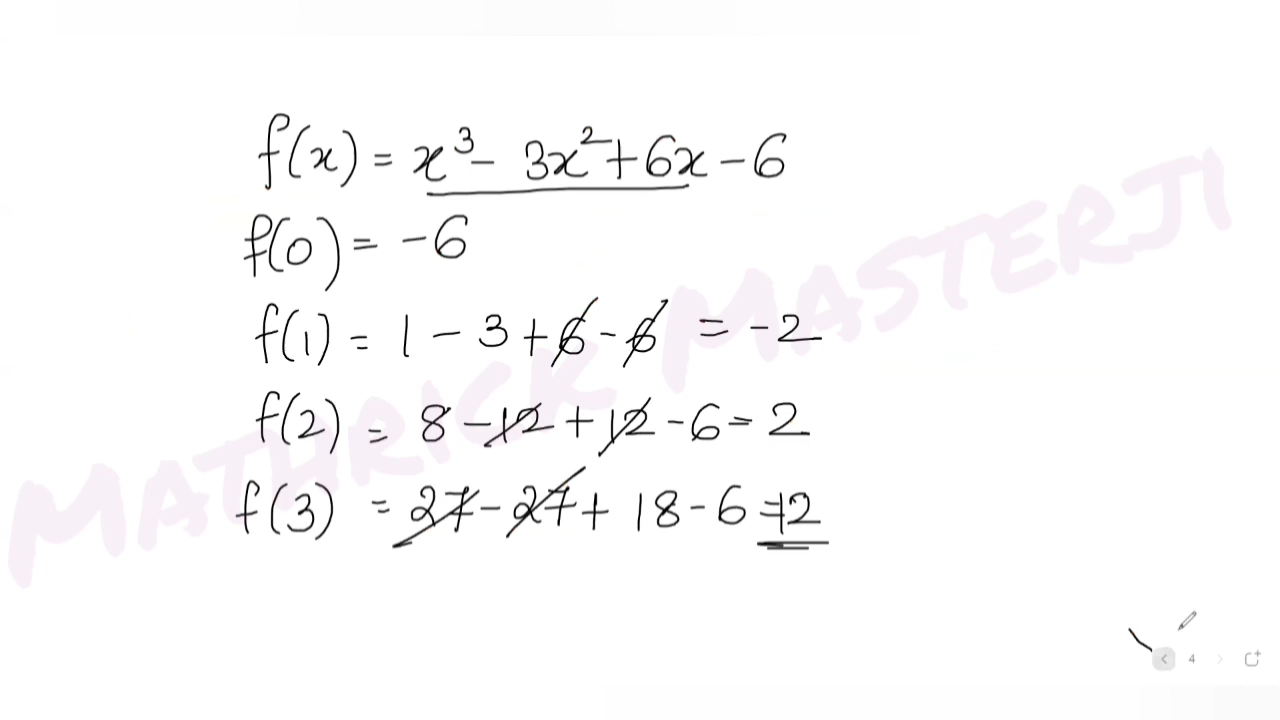 f(x) = x³ - 3x² + 6x - 6
f(0) = -6
f(1) = 1 - 3 + 6 - 6 = -2
f(2) = 8 - 12 + 12 - 6 = 2
f(3) = 27 - 27 + 18 - 6 = 12
MATHRICK MASTERJI
4